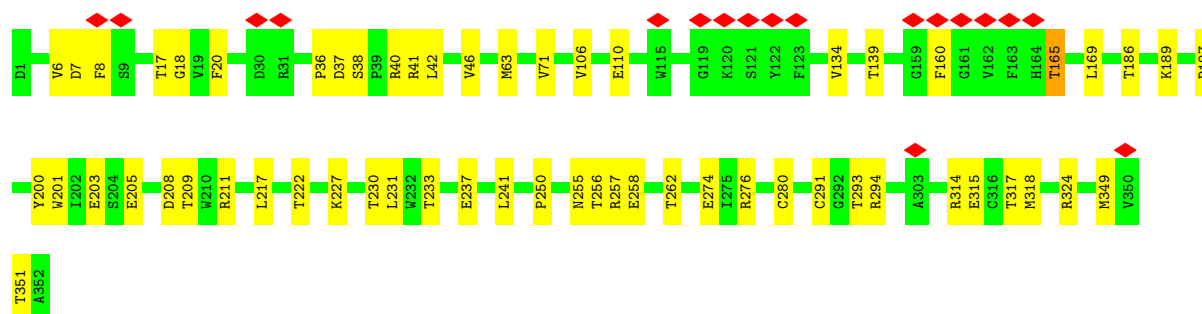 D1 V6 D7 F8 S9 T17 G18 V19 F20 D30 R31 P36 D37 S38 P39 R40 R41 L42 V46 M63 V71 V106 E110 W115 G119 K120 S121 Y122 F123 V134 T139 G159 F160 G161 V162 F163 H164 T165 L169 T186 K189
Y200 W201 I202 E203 S204 E205 D208 T209 W210 R211 L217 T222 K227 T230 L231 W232 T233 E237 L241 P250 N255 T256 R257 E258 T262 E274 I275 R276 C280 C291 G292 T293 R294 A303 R314 E315 C316 T317 M318 R324 M349 V350
T351 A352